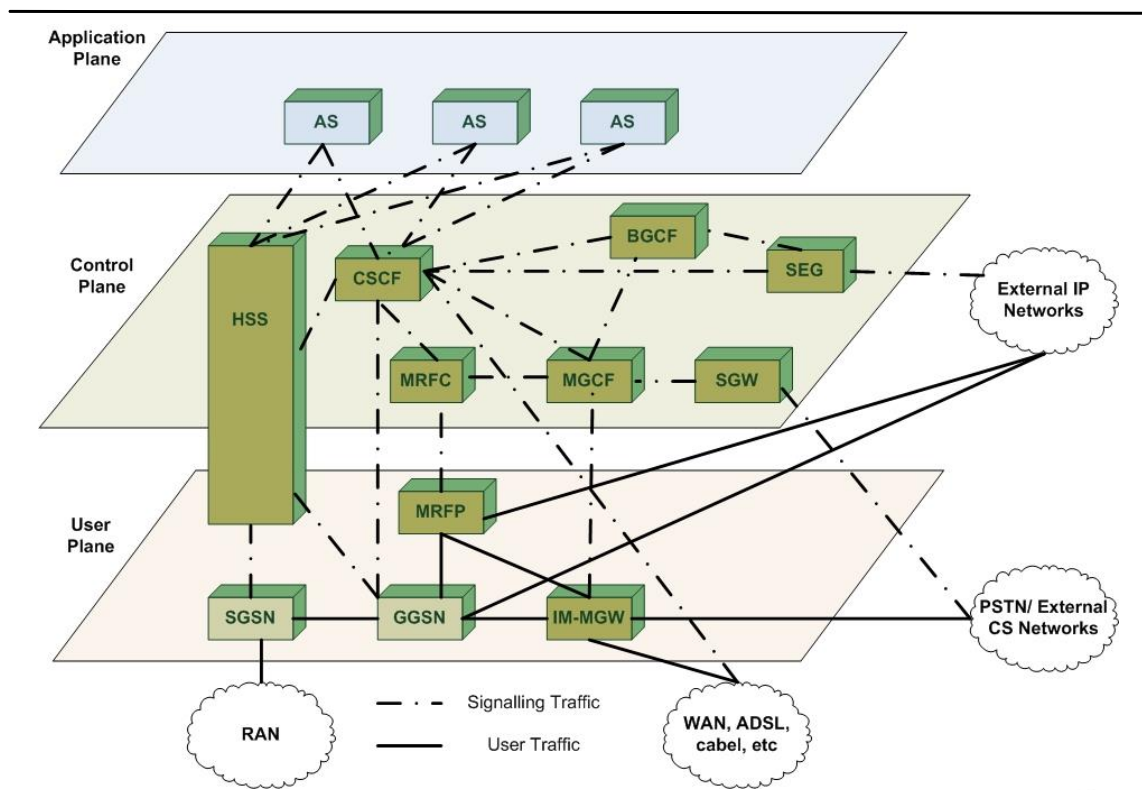 Application
Plane
AS
AS
AS
Control
Plane
HSS
CSCF
BGCF
SEG
External IP
Networks
MRFC
MGCF
SGW
User
Plane
MRFP
SGSN
GGSN
IM-MGW
PSTN/ External
CS Networks
RAN
Signalling Traffic
User Traffic
WAN, ADSL,
cabel, etc